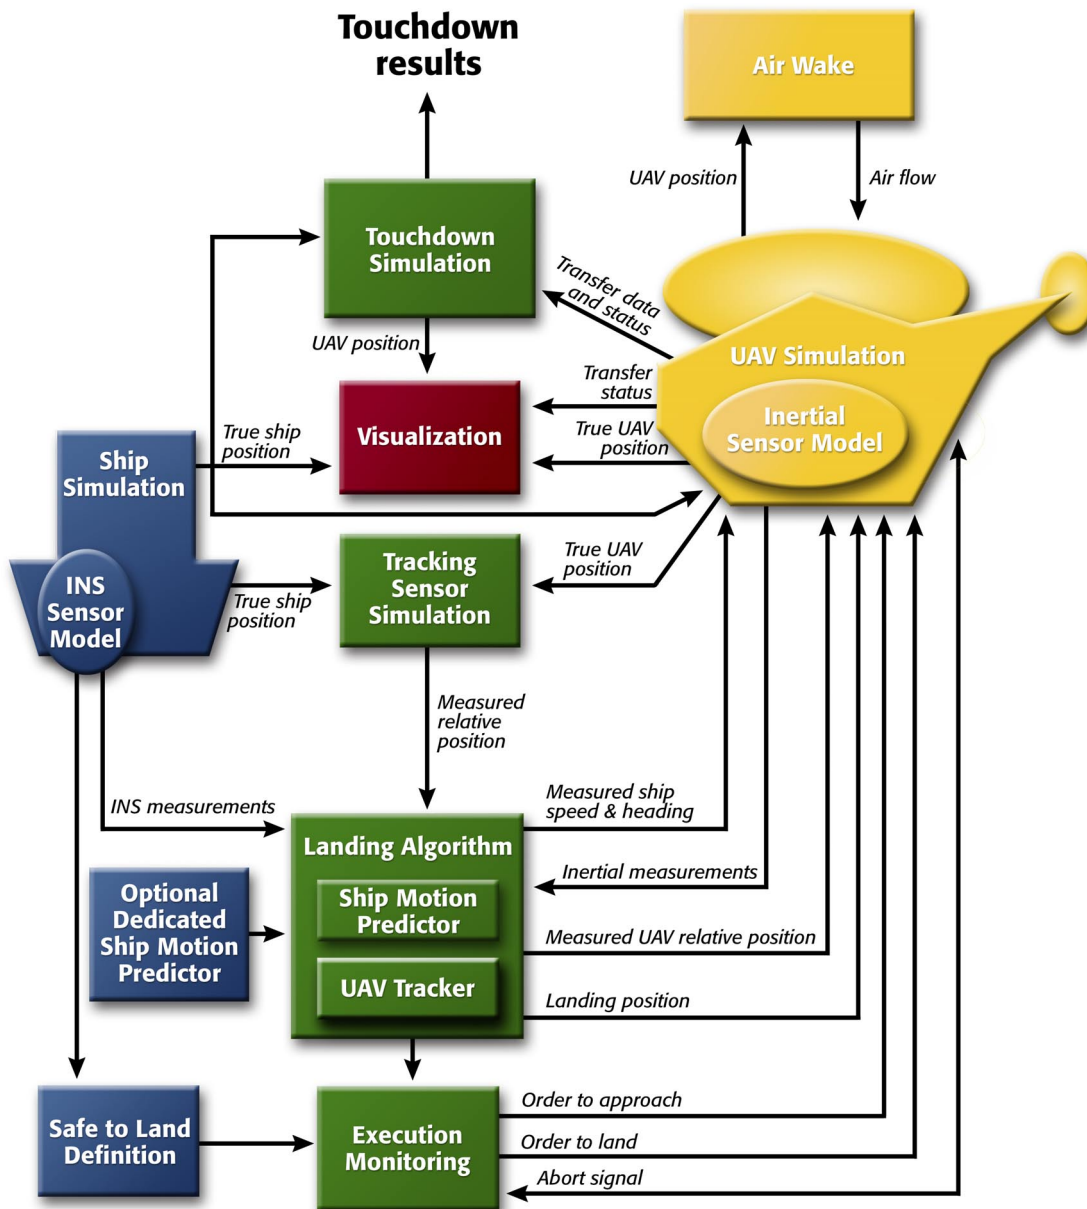 Touchdown
results
Air Wake
UAV position
Air flow
Touchdown
Simulation
Transfer data
and status
UAV position
UAV Simulation
Transfer
status
Inertial
Sensor Model
Visualization
True UAV
position
True ship
position
Ship
Simulation
True UAV
position
Tracking
Sensor
Simulation
INS
Sensor
Model
True ship
position
Measured
relative
position
INS measurements
Measured ship
speed & heading
Landing Algorithm
Inertial measurements
Ship Motion
Predictor
Optional
Dedicated
Ship Motion
Predictor
Measured UAV relative position
UAV Tracker
Landing position
Order to approach
Safe to Land
Definition
Execution
Monitoring
Order to land
Abort signal